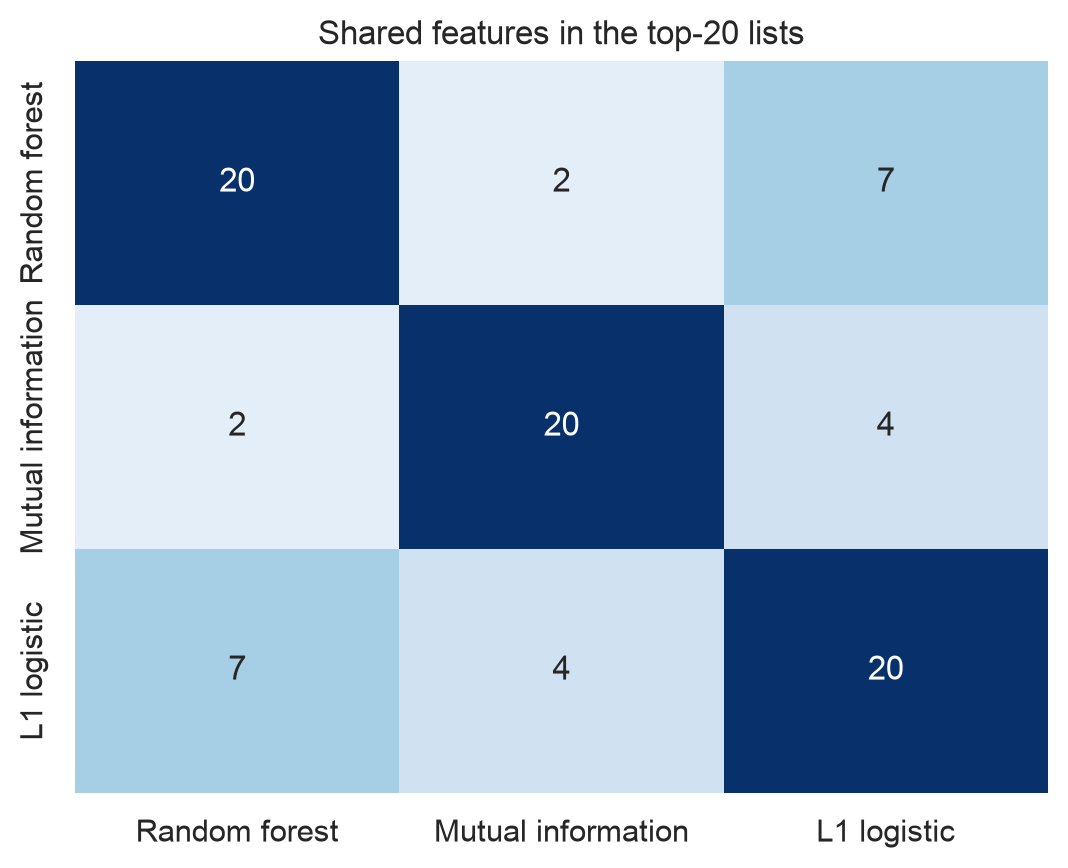 Shared features in the top-20 lists
Random forest
20
2
7
Mutual information
2
20
4
L1 logistic
7
4
20
Random forest
Mutual information
L1 logistic